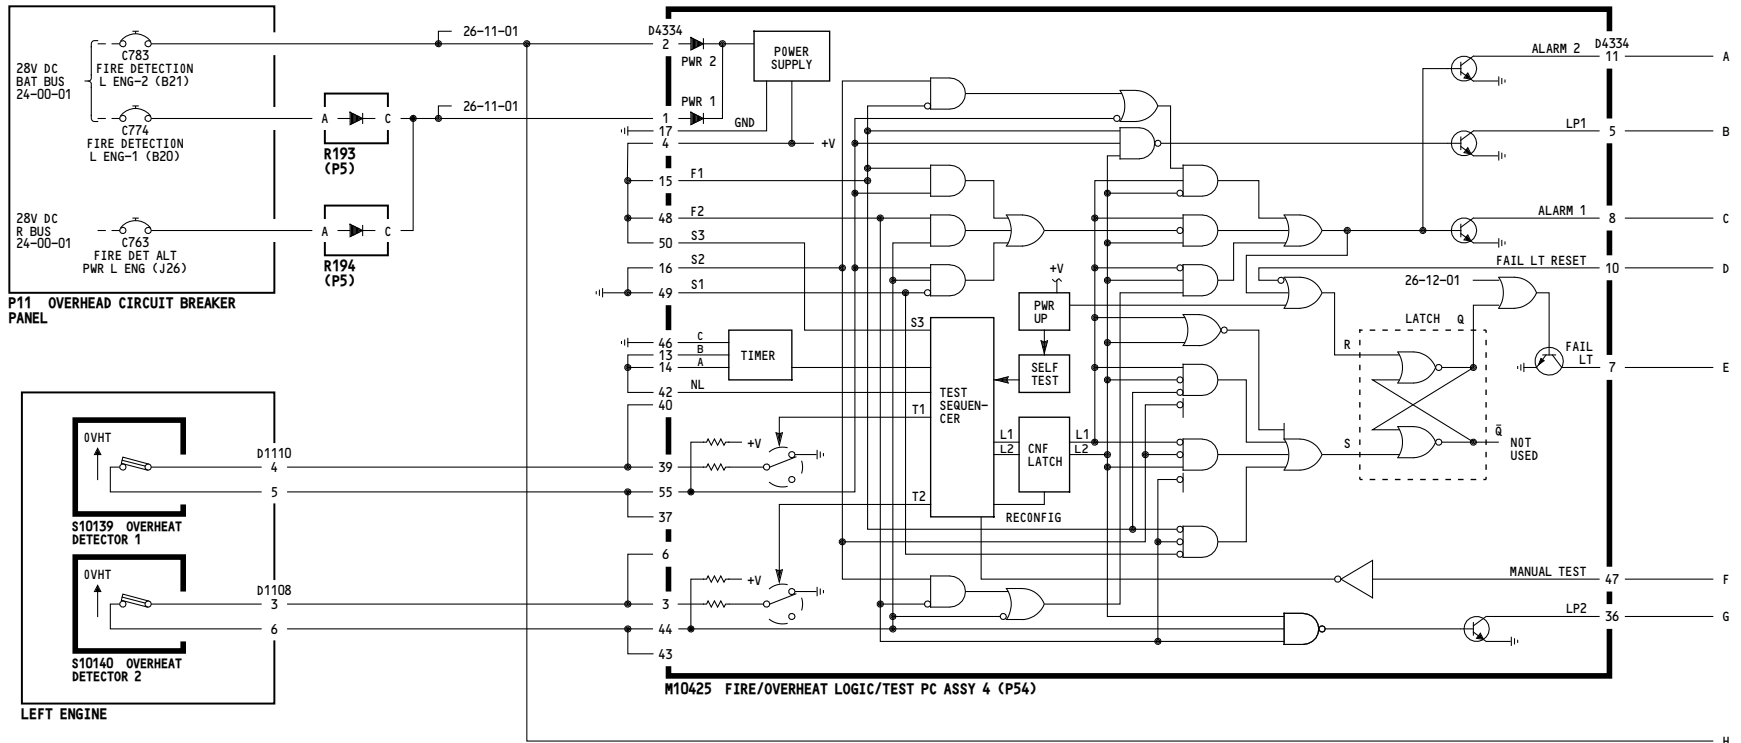 28V DC
BAT BUS
24-00-01
C783
FIRE DETECTION
L ENG-2 (B21)
C774
FIRE DETECTION
L ENG-1 (B20)
28V DC
R BUS
24-00-01
C763
FIRE DET ALT
PWR L ENG (J26)
P11 OVERHEAD CIRCUIT BREAKER
PANEL
A C
R193
(P5)
A C
R194
(P5)
26-11-01
26-11-01
OVHT
S10139 OVERHEAT
DETECTOR 1
D1110
4
5
OVHT
S10140 OVERHEAT
DETECTOR 2
D1108
3
6
LEFT ENGINE
D4334
2
PWR 2
1
PWR 1
17
GND
4
+V
15 F1
48 F2
50 S3
16 S2
49 S1
46 C
13 B
14 A
42 NL
40
39
55
37
6
3
44
43
POWER
SUPPLY
TIMER
+V
+V
S3
T1
T2
TEST
SEQUEN-
CER
+V
PWR
UP
SELF
TEST
L1
L2
CNF
LATCH
L1
L2
RECONFIG
26-12-01
LATCH Q
R
S
Q̄
NOT
USED
ALARM 2
D4334
11 A
LP1 5 B
ALARM 1 8 C
FAIL LT RESET 10 D
FAIL
LT
7 E
MANUAL TEST 47 F
LP2 36 G
H
M10425 FIRE/OVERHEAT LOGIC/TEST PC ASSY 4 (P54)